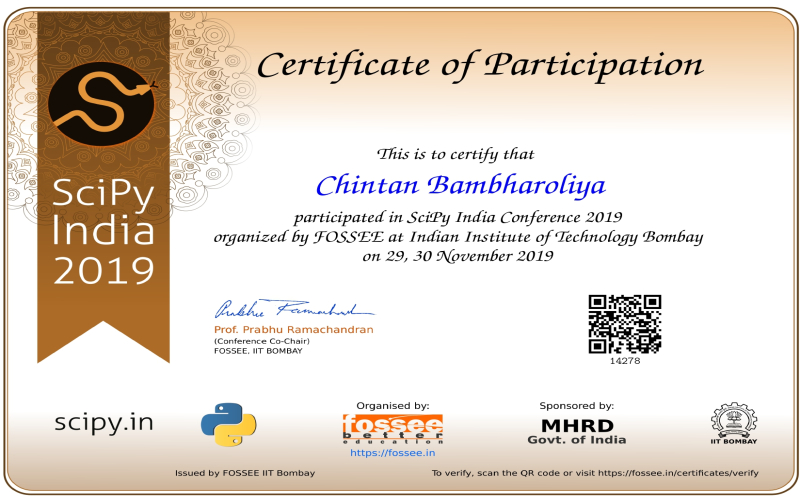 Certificate of Participation
This is to certify that
Chintan Bambharoliya
participated in SciPy India Conference 2019
organized by FOSSEE at Indian Institute of Technology Bombay
on 29, 30 November 2019
SciPy
India
2019
Prabhu Ramachandran
Prof. Prabhu Ramachandran
(Conference Co-Chair)
FOSSEE, IIT BOMBAY
14278
scipy.in
Organised by:
fossee
better
education
https://fossee.in
Sponsored by:
MHRD
Govt. of India
IIT BOMBAY
Issued by FOSSEE IIT Bombay
To verify, scan the QR code or visit https://fossee.in/certificates/verify